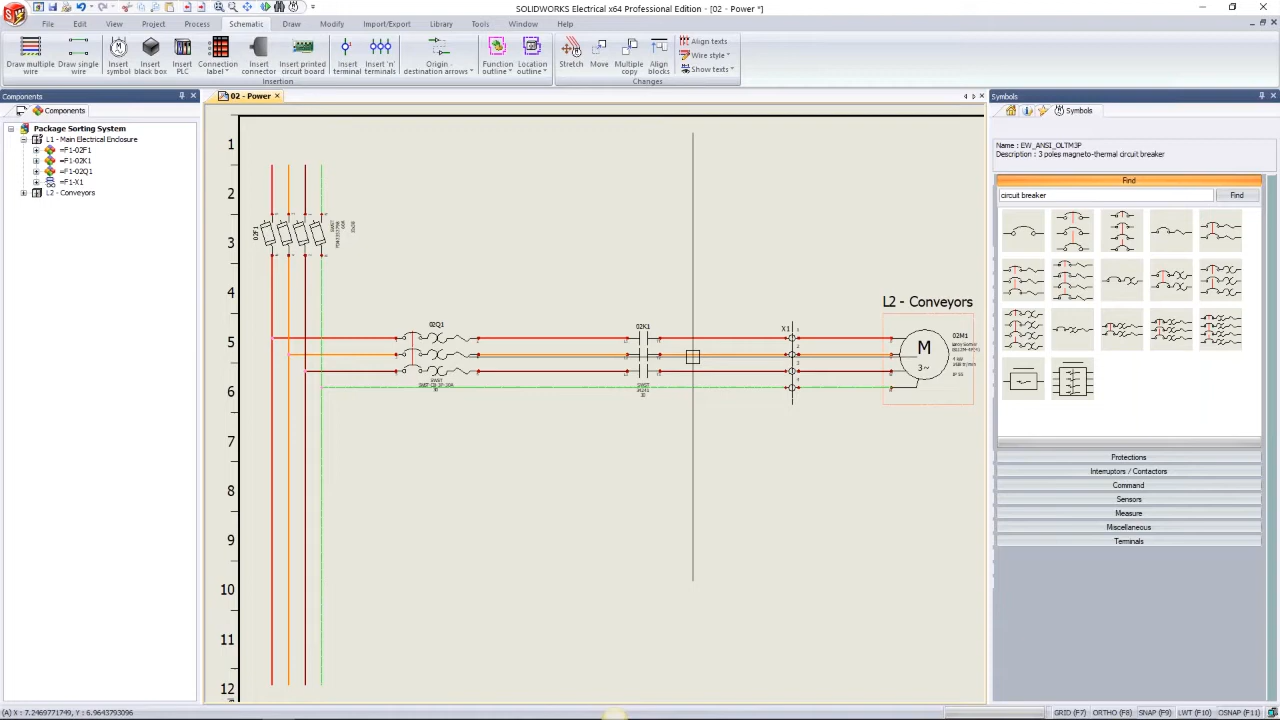 SOLIDWORKS Electrical x64 Professional Edition - [02 - Power *]
File Edit View Project Process Schematic Draw Modify Import/Export Library Tools Window Help
Draw multiple wire
Draw single wire
Insert symbol
Insert black box
Insert PLC
Connection label
Insert connector
Insert printed circuit board
Insert terminal
Insert 'n' terminals
Origin - destination arrows
Function outline
Location outline
Stretch
Move
Multiple copy
Align blocks
Align texts
Wire style
Show texts
Insertion
Changes
Components
02 - Power
Symbols
Components
Package Sorting System
L1 - Main Electrical Enclosure
=F1-02F1
=F1-02K1
=F1-02Q1
=F1-X1
L2 - Conveyors
1
2
3
4
5
6
7
8
9
10
11
12
02F1
02Q1
02K1
X1
L2 - Conveyors
M
3~
02M1
Symbols
Name : EW_ANSI_OLTM3P
Description : 3 poles magneto-thermal circuit breaker
Find
circuit breaker
Find
Protections
Interruptors / Contactors
Command
Sensors
Measure
Miscellaneous
Terminals
(A) X : 7.2469771749, Y : 6.9643793096
GRID (F7) ORTHO (F8) SNAP (F9) LWT (F10) OSNAP (F11)